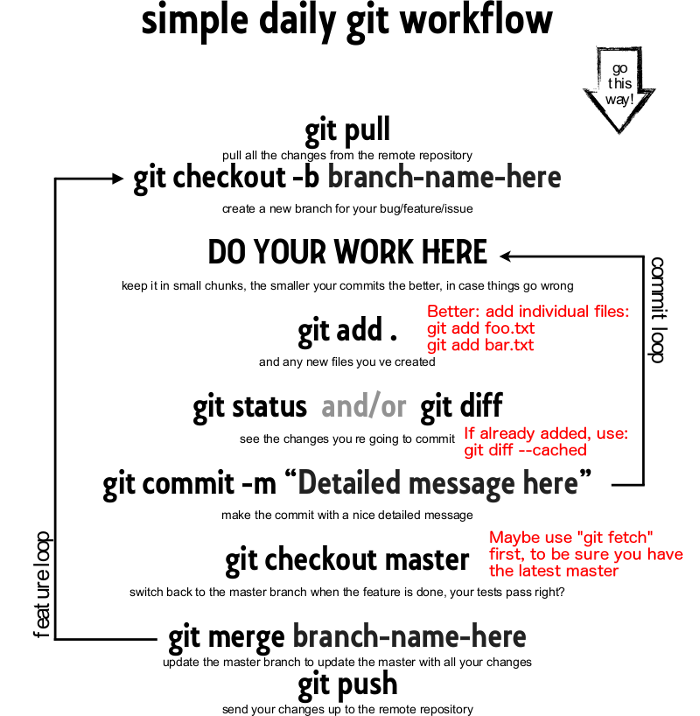 simple daily git workflow
go
this
way!
git pull
pull all the changes from the remote repository
git checkout -b branch-name-here
create a new branch for your bug/feature/issue
DO YOUR WORK HERE
keep it in small chunks, the smaller your commits the better, in case things go wrong
commit loop
Better: add individual files:
git add foo.txt
git add bar.txt
git add .
and any new files you ve created
git status and/or git diff
see the changes you re going to commit
If already added, use:
git diff --cached
git commit -m “Detailed message here”
make the commit with a nice detailed message
Maybe use "git fetch"
first, to be sure you have
the latest master
git checkout master
switch back to the master branch when the feature is done, your tests pass right?
feature loop
git merge branch-name-here
update the master branch to update the master with all your changes
git push
send your changes up to the remote repository